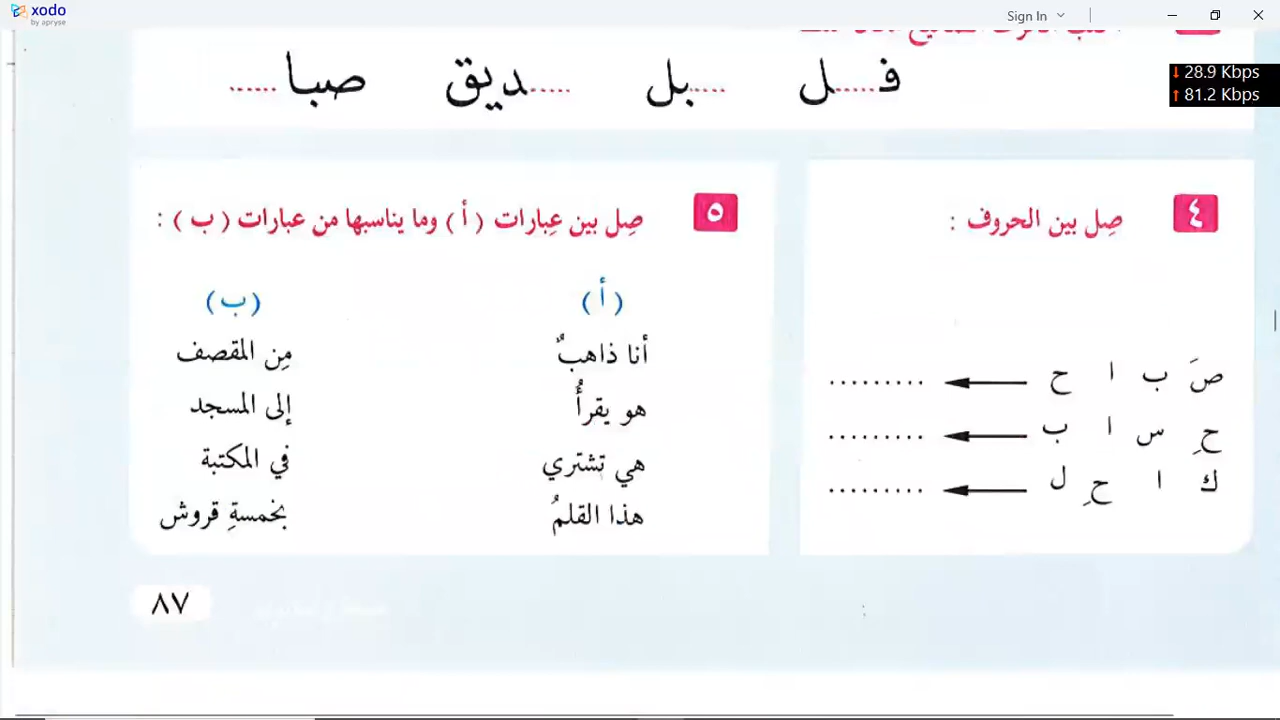 xodo
by apryse
Sign In
↓ 28.9 Kbps
↑ 81.2 Kbps
فـ.....ـل .....بل .....ديق صبا.....
٤
صِل بين الحروف :
صَ ب ا ح ..........
حِ س ا ب ..........
ك ا حِ ل ..........
٥
صِل بين عِبارات ( أ ) وما يناسبها من عبارات ( ب ) :
( أ ) ( ب )
أنا ذاهبٌ مِن المقصف
هو يقرأُ إلى المسجد
هي تشتري في المكتبة
هذا القلمُ بخمسةِ قروش
٨٧